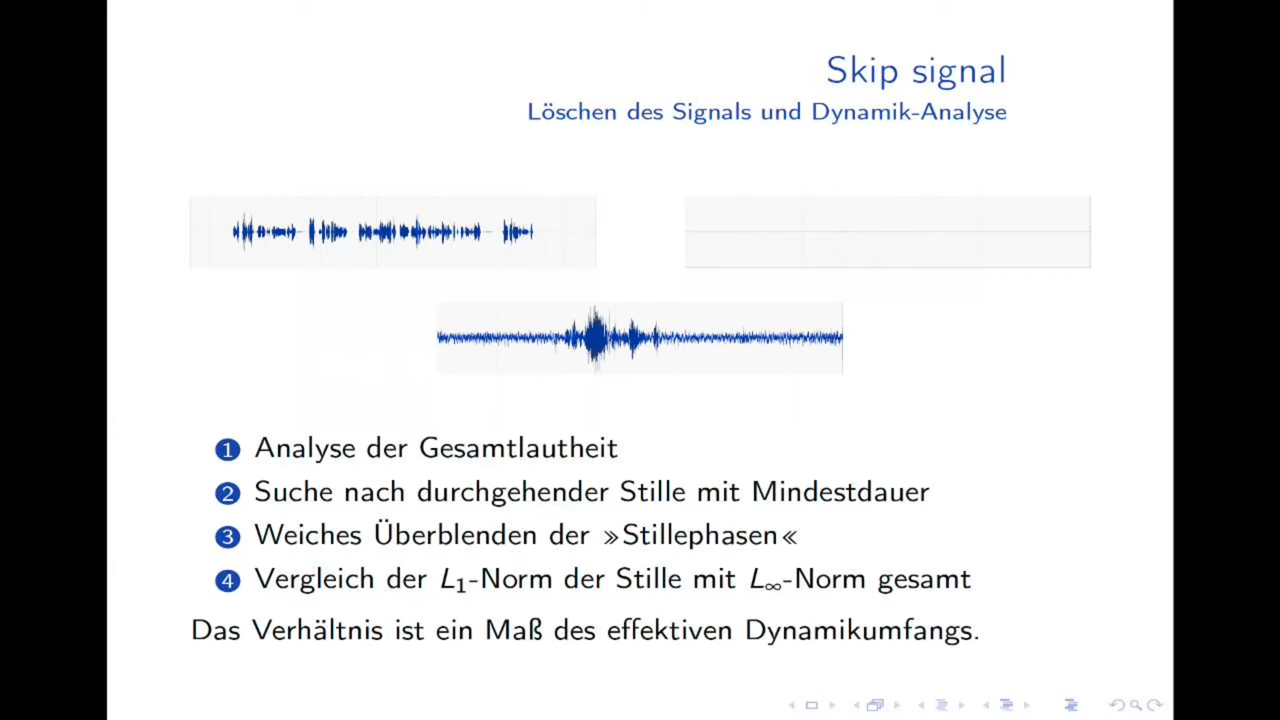 Skip signal
Löschen des Signals und Dynamik-Analyse
1 Analyse der Gesamtlautheit
2 Suche nach durchgehender Stille mit Mindestdauer
3 Weiches Überblenden der »Stillephasen«
4 Vergleich der L₁-Norm der Stille mit L∞-Norm gesamt
Das Verhältnis ist ein Maß des effektiven Dynamikumfangs.